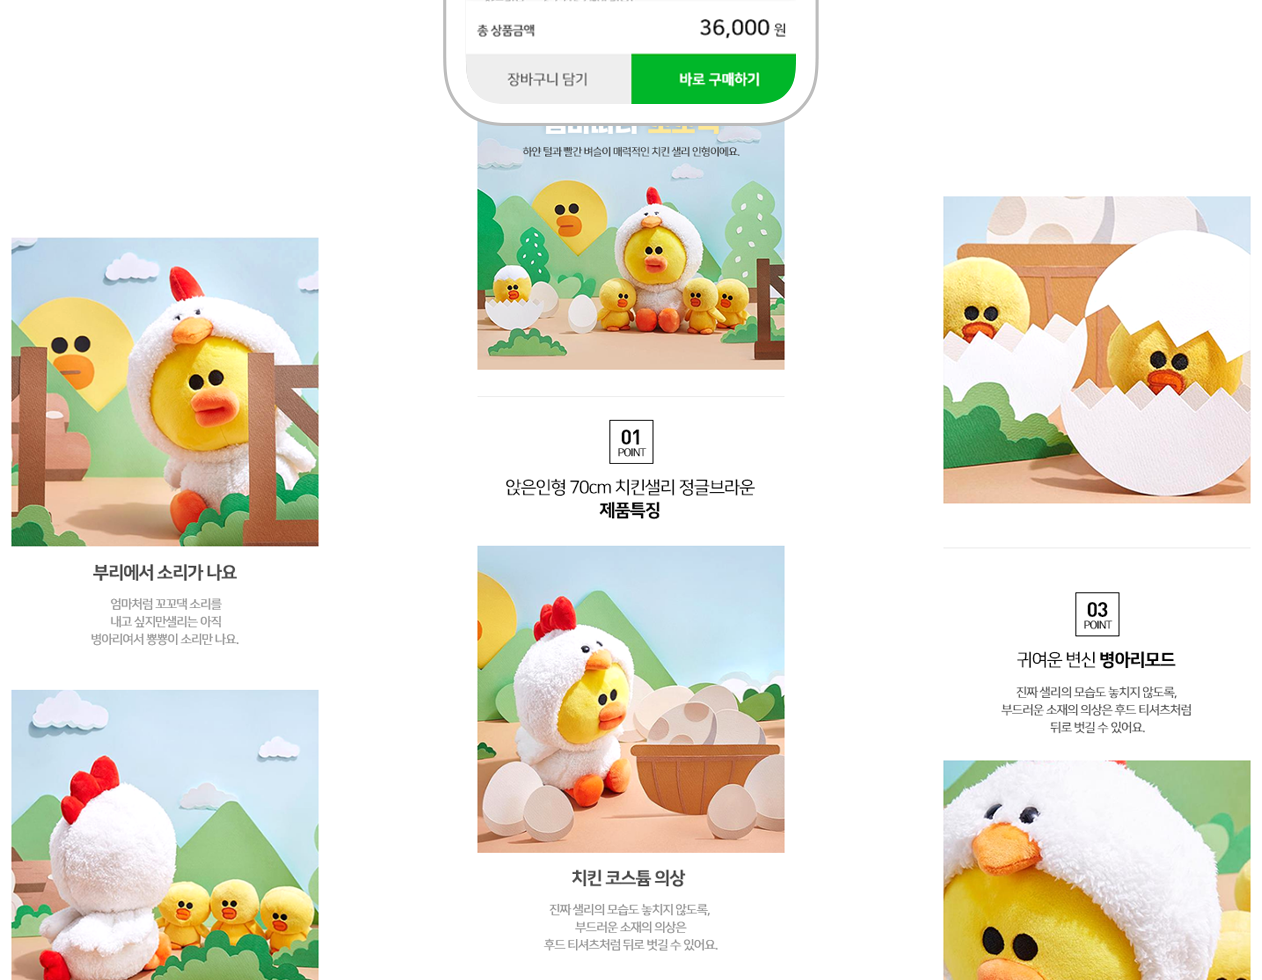 총 상품금액
36,000 원
장바구니 담기
바로 구매하기
하얀 털과 빨간 벼슬이 매력적인 치킨 샐리 인형이에요.
01
POINT
앉은인형 70cm 치킨샐리 정글브라운
제품특징
치킨 코스튬 의상
진짜 샐리의 모습도 놓치지 않도록,
부드러운 소재의 의상은
후드 티셔츠처럼 뒤로 벗길 수 있어요.
부리에서 소리가 나요
엄마처럼 꼬꼬댁 소리를
내고 싶지만샐리는 아직
병아리여서 뿅뿅이 소리만 나요.
03
POINT
귀여운 변신 병아리모드
진짜 샐리의 모습도 놓치지 않도록,
부드러운 소재의 의상은 후드 티셔츠처럼
뒤로 벗길 수 있어요.